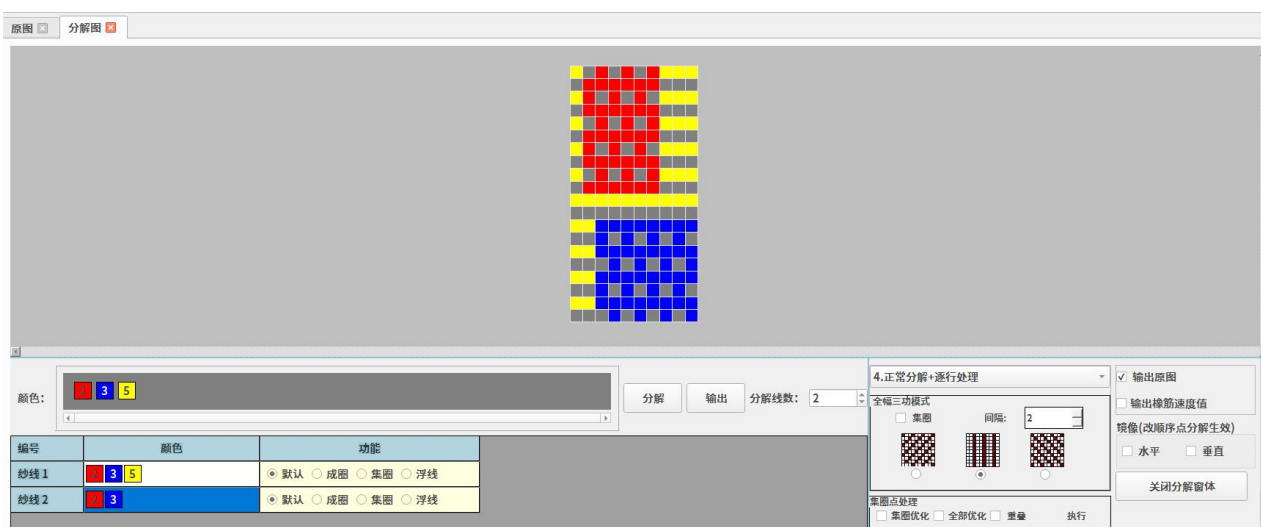 原图 分解图
颜色: 3 5 分解 输出 分解线数: 2
4.正常分解+逐行处理
全幅三功模式
集圈 间隔: 2
集圈点处理
集圈优化 全部优化 重叠 执行
输出原图
输出橡筋速度值
镜像(改顺序点分解生效)
水平 垂直
关闭分解窗体
编号 颜色 功能
纱线1 3 5 默认 成圈 集圈 浮线
纱线2 3 默认 成圈 集圈 浮线